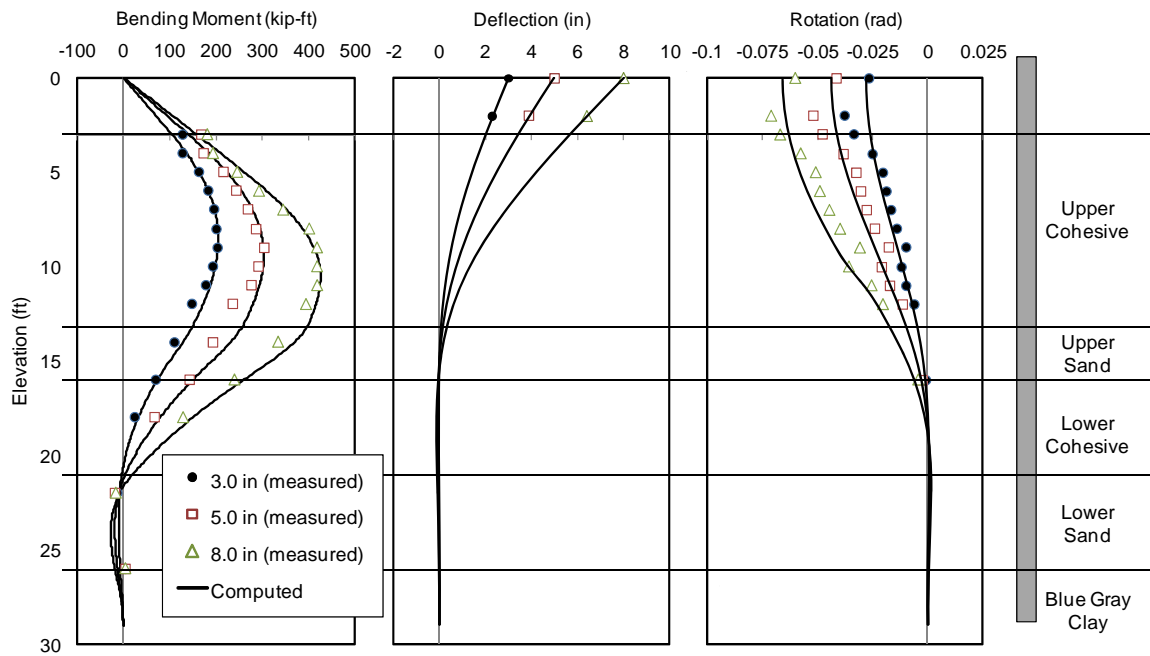 Bending Moment (kip-ft)
Deflection (in)
Rotation (rad)
-100 0 100 200 300 400 500
-2 0 2 4 6 8 10
-0.1 -0.075 -0.05 -0.025 0 0.025
0
5
10
15
20
25
30
Elevation (ft)
3.0 in (measured)
5.0 in (measured)
8.0 in (measured)
Computed
Upper
Cohesive
Upper
Sand
Lower
Cohesive
Lower
Sand
Blue Gray
Clay